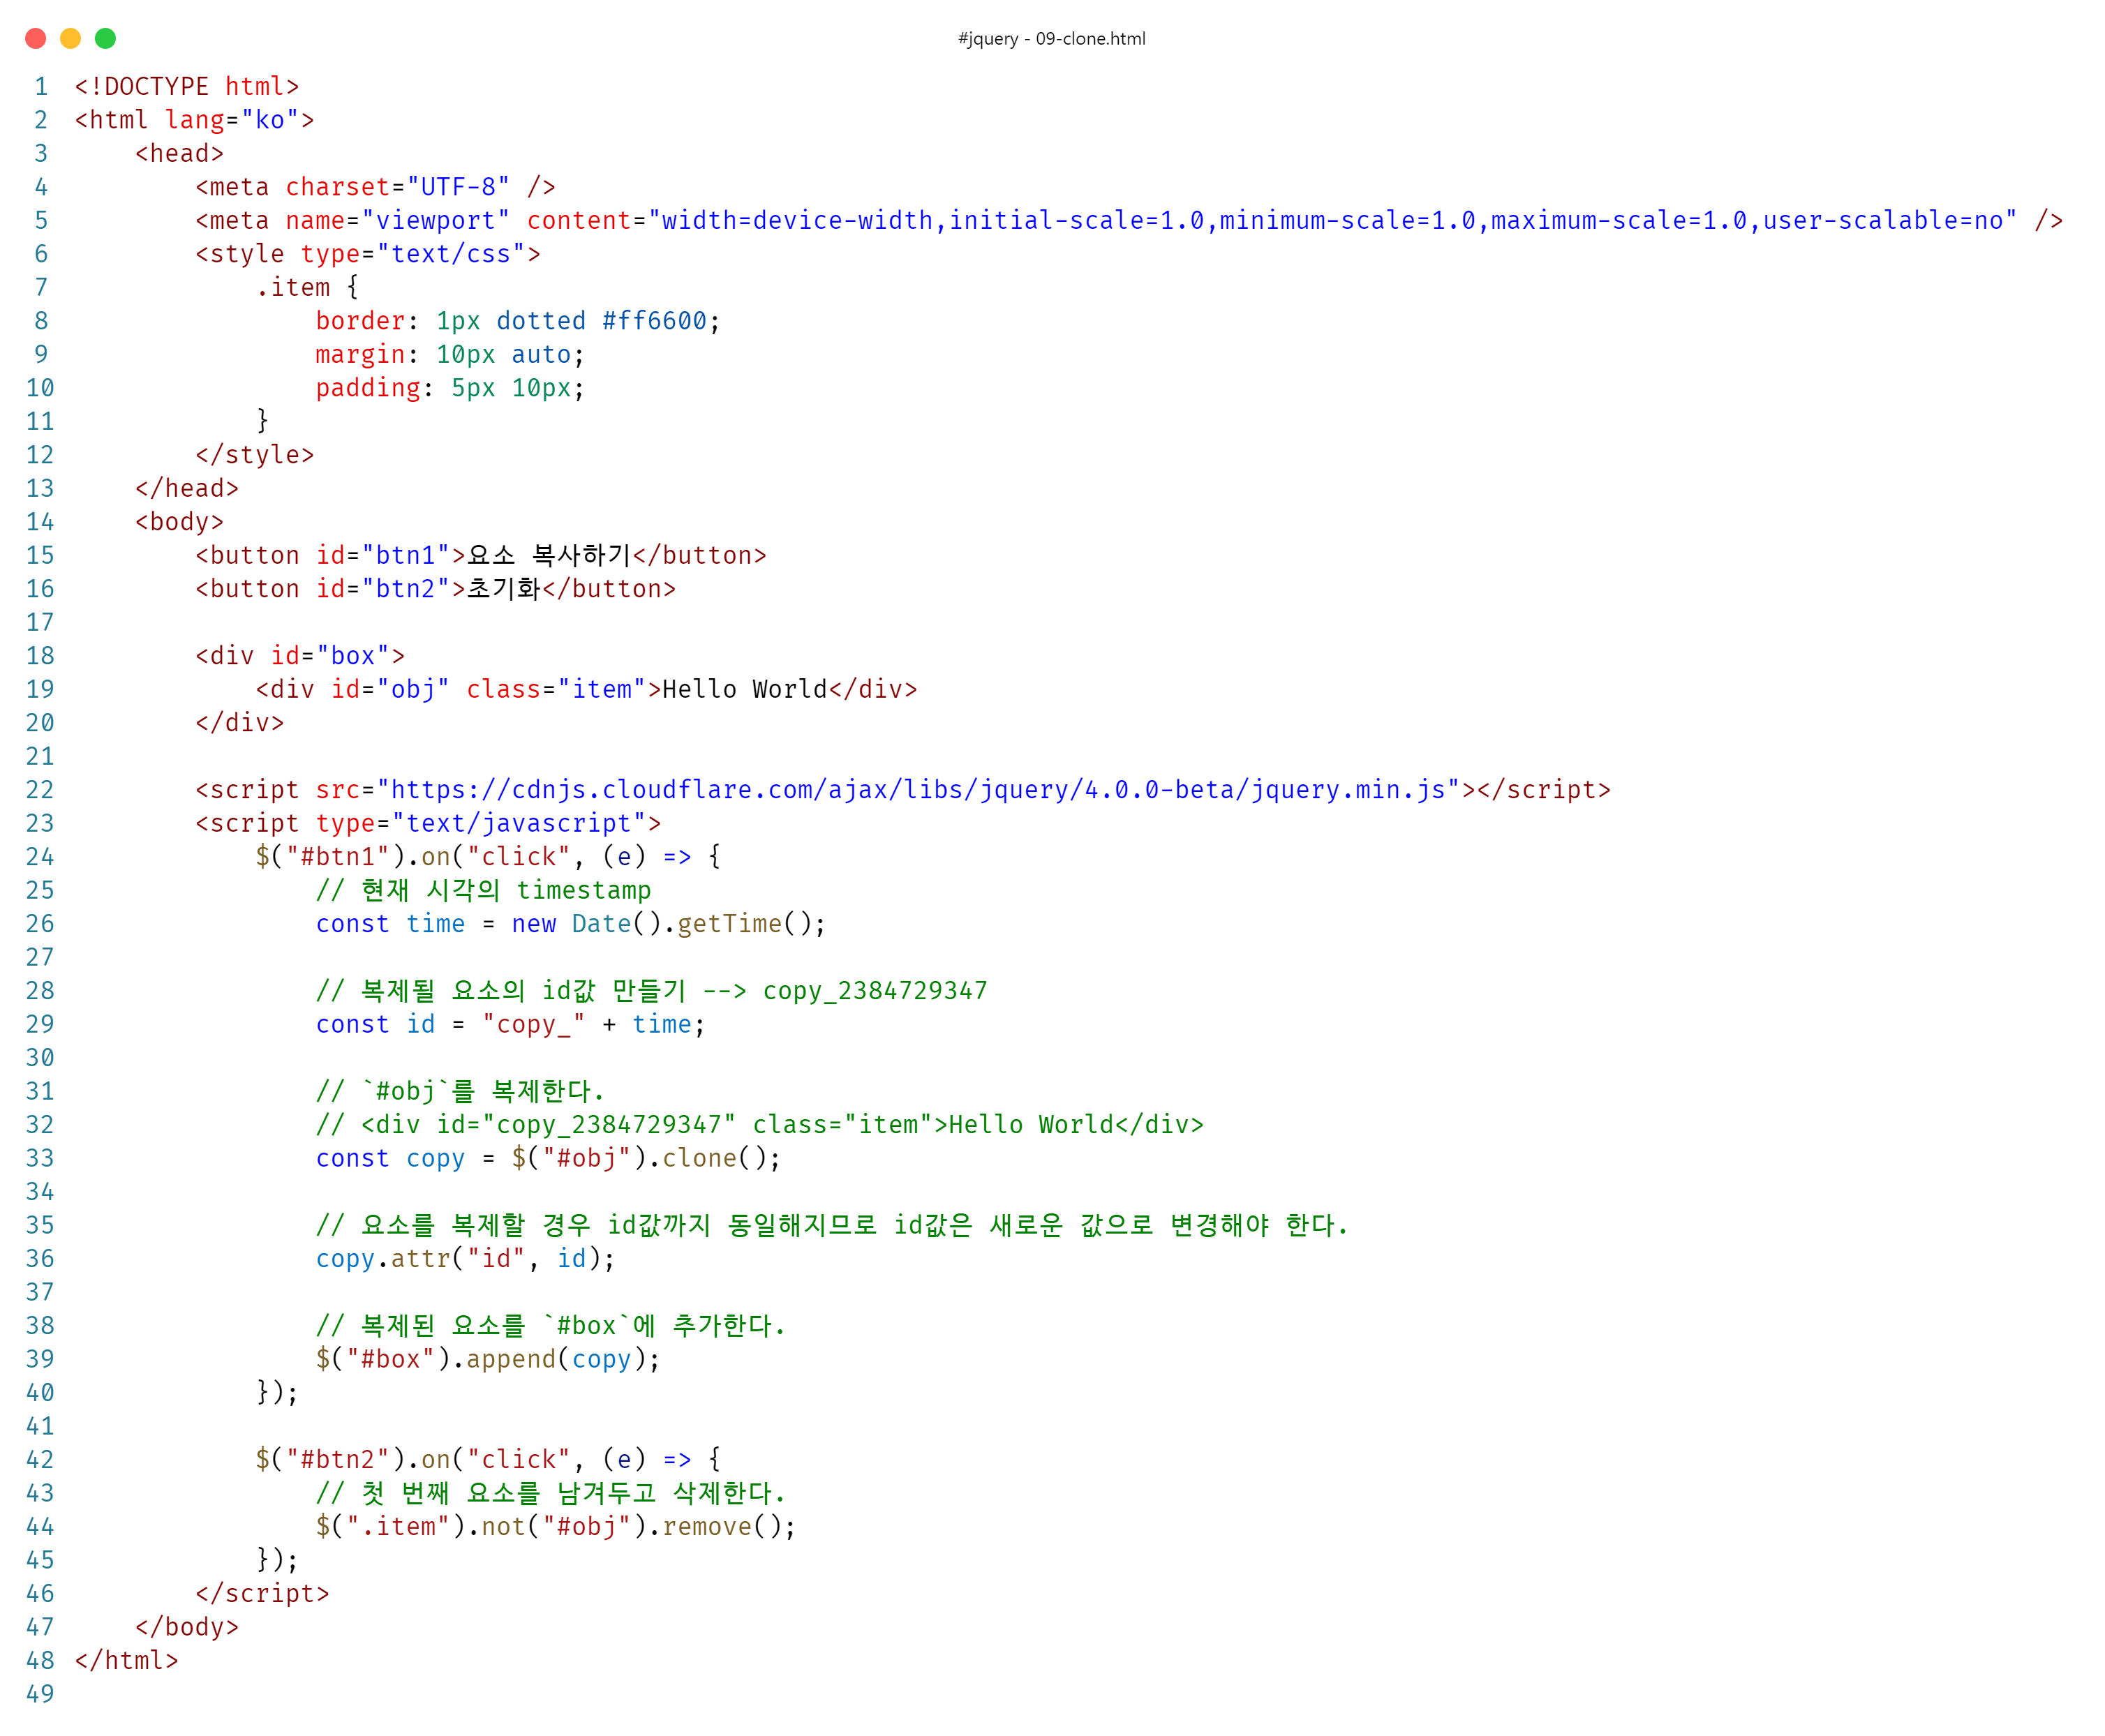 #jquery - 09-clone.html
1 <!DOCTYPE html>
2 <html lang="ko">
3     <head>
4         <meta charset="UTF-8" />
5         <meta name="viewport" content="width=device-width,initial-scale=1.0,minimum-scale=1.0,maximum-scale=1.0,user-scalable=no" />
6         <style type="text/css">
7             .item {
8                 border: 1px dotted #ff6600;
9                 margin: 10px auto;
10                 padding: 5px 10px;
11             }
12         </style>
13     </head>
14     <body>
15         <button id="btn1">요소 복사하기</button>
16         <button id="btn2">초기화</button>
17
18         <div id="box">
19             <div id="obj" class="item">Hello World</div>
20         </div>
21
22         <script src="https://cdnjs.cloudflare.com/ajax/libs/jquery/4.0.0-beta/jquery.min.js"></script>
23         <script type="text/javascript">
24             $("#btn1").on("click", (e) => {
25                 // 현재 시각의 timestamp
26                 const time = new Date().getTime();
27
28                 // 복제될 요소의 id값 만들기 --> copy_2384729347
29                 const id = "copy_" + time;
30
31                 // `#obj`를 복제한다.
32                 // <div id="copy_2384729347" class="item">Hello World</div>
33                 const copy = $("#obj").clone();
34
35                 // 요소를 복제할 경우 id값까지 동일해지므로 id값은 새로운 값으로 변경해야 한다.
36                 copy.attr("id", id);
37
38                 // 복제된 요소를 `#box`에 추가한다.
39                 $("#box").append(copy);
40             });
41
42             $("#btn2").on("click", (e) => {
43                 // 첫 번째 요소를 남겨두고 삭제한다.
44                 $(".item").not("#obj").remove();
45             });
46         </script>
47     </body>
48 </html>
49